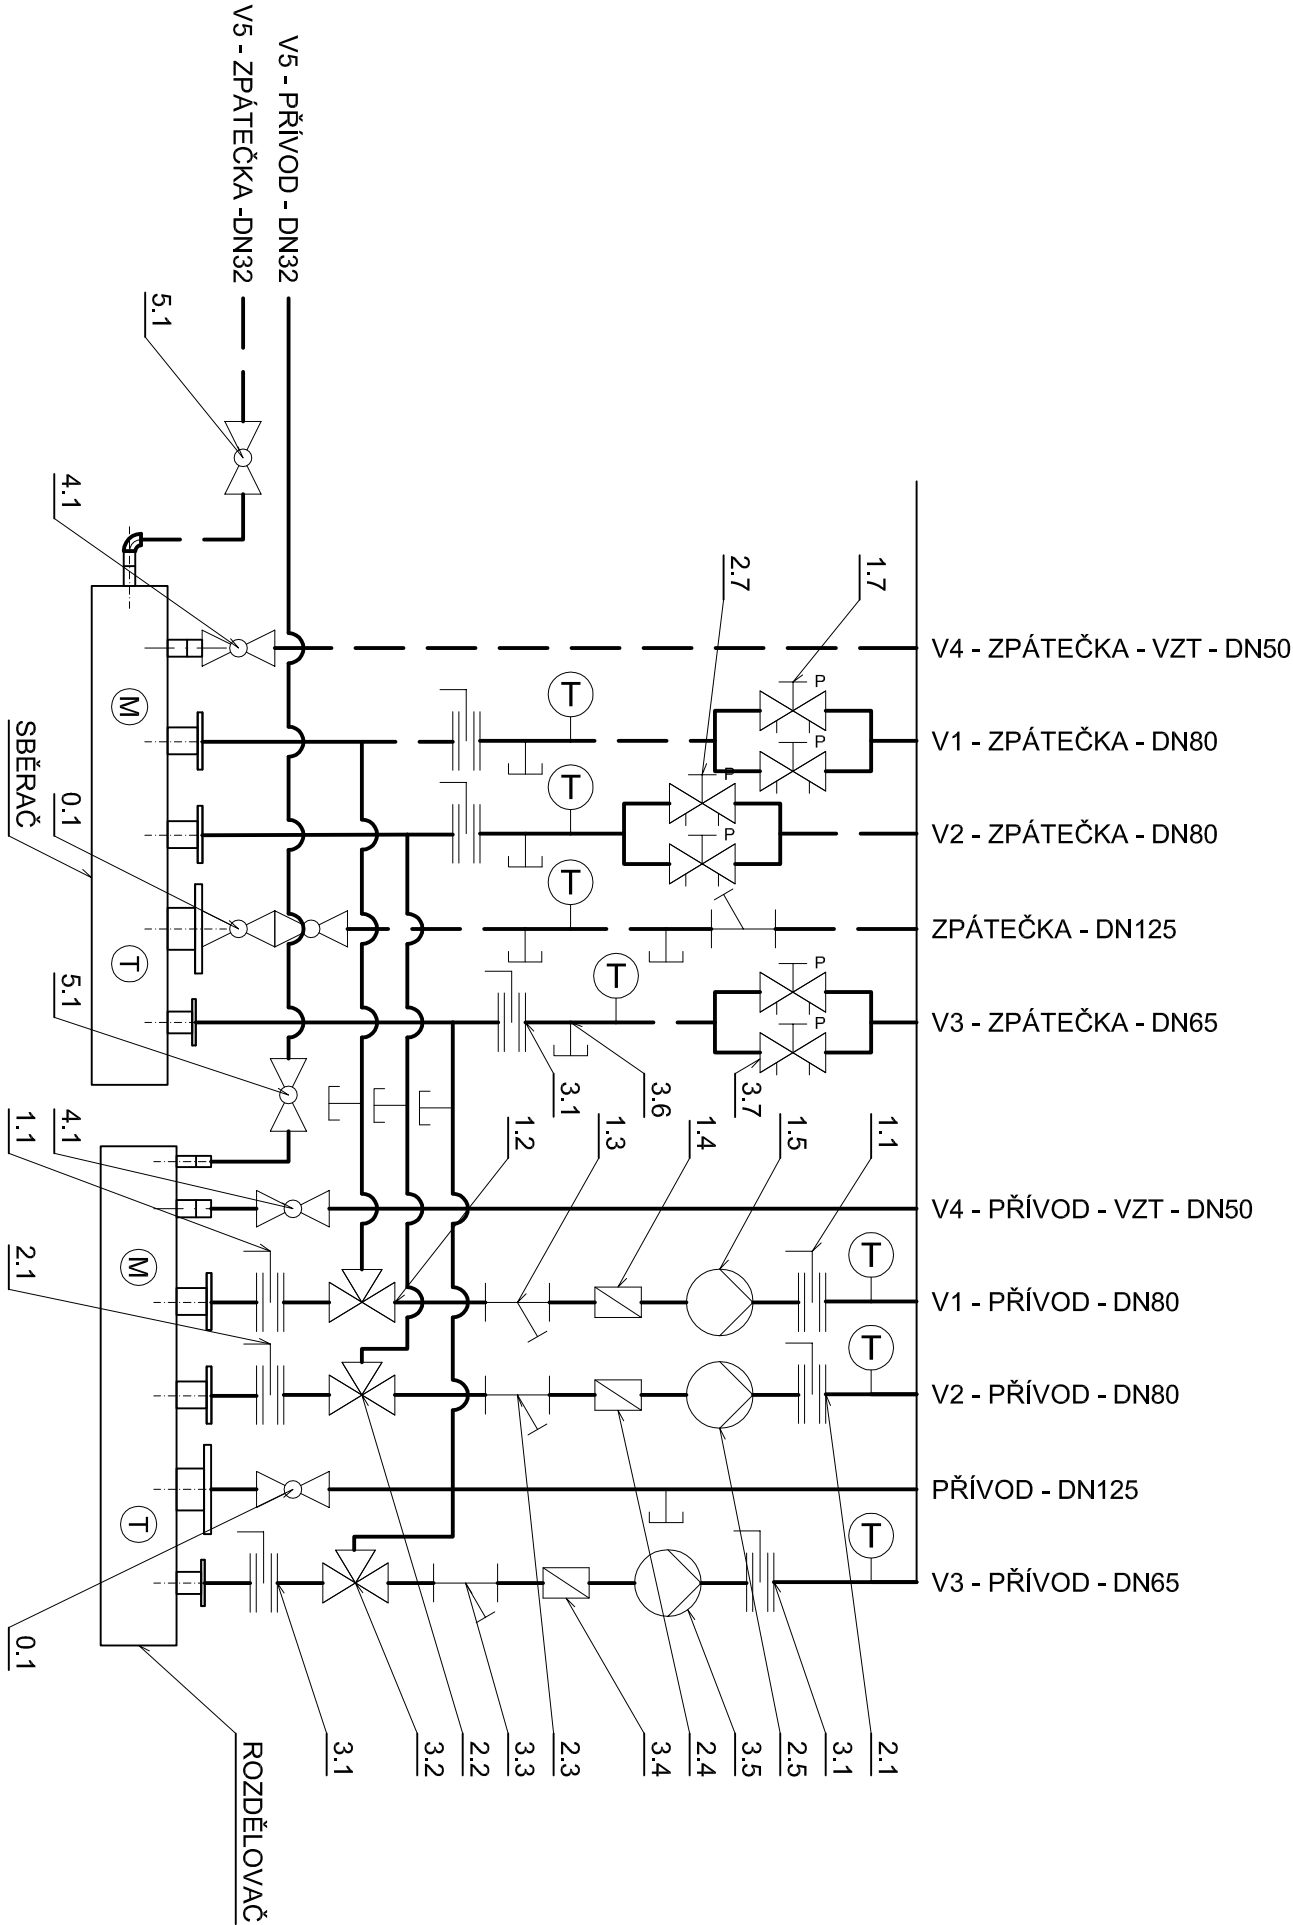 V5 - ZPÁTEČKA -DN32
V5 - PŘÍVOD - DN32
5.1
4.1
2.7
1.7
V4 - ZPÁTEČKA - VZT - DN50
P
V1 - ZPÁTEČKA - DN80
P
T
M
P
V2 - ZPÁTEČKA - DN80
P
T
SBĚRAČ
0.1
T
ZPÁTEČKA - DN125
T
5.1
T
P
V3 - ZPÁTEČKA - DN65
P
3.1
3.6
3.7
1.1
4.1
1.2
1.3
1.4
1.5
1.1
V4 - PŘÍVOD - VZT - DN50
2.1
M
T
V1 - PŘÍVOD - DN80
T
V2 - PŘÍVOD - DN80
PŘÍVOD - DN125
T
T
V3 - PŘÍVOD - DN65
0.1
ROZDĚLOVAČ
3.1
3.2
2.2
3.3
2.3
3.4
2.4
3.5
2.5
3.1
2.1